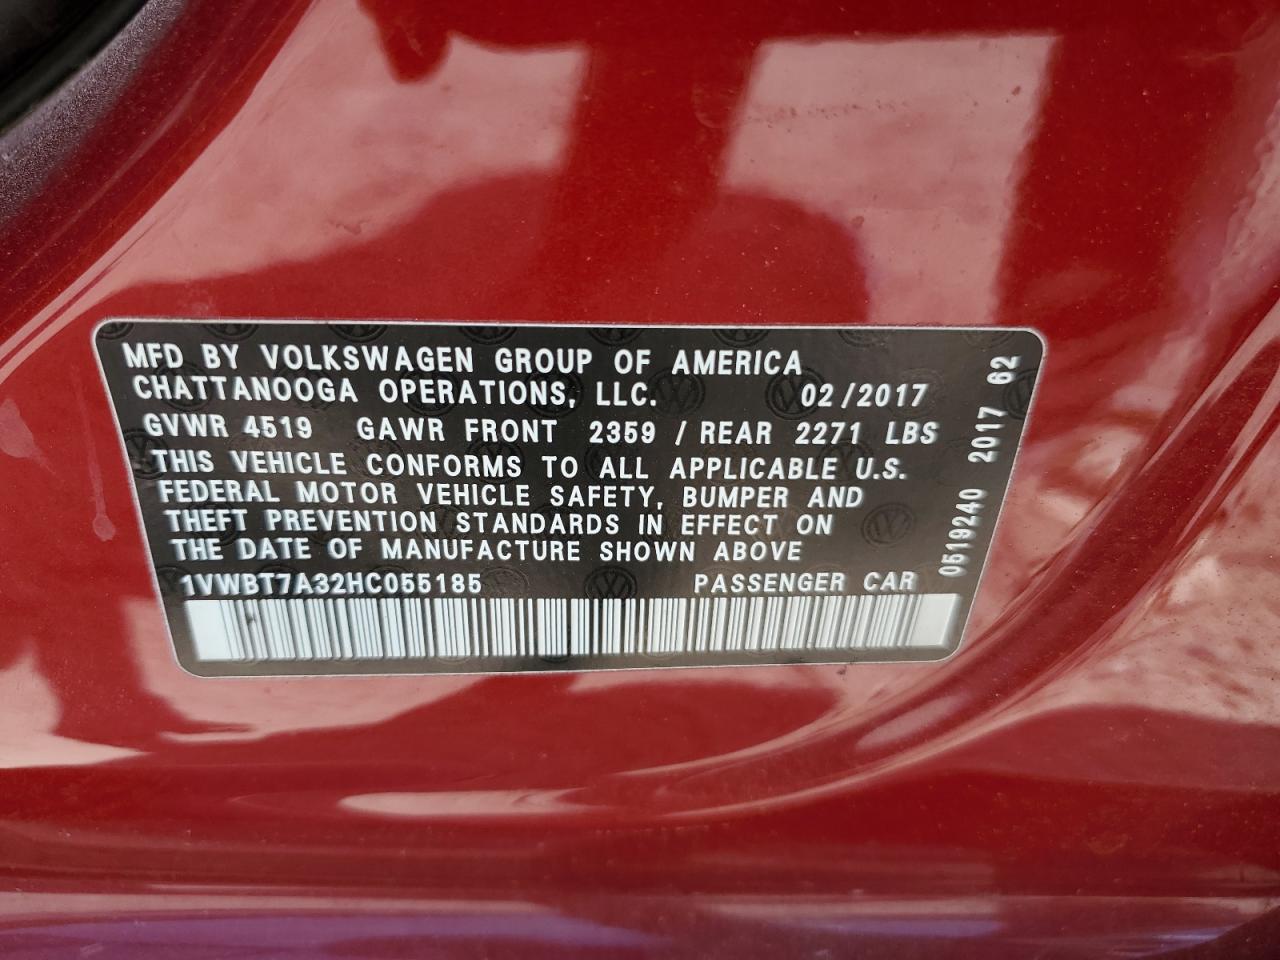 MFD BY VOLKSWAGEN GROUP OF AMERICA
CHATTANOOGA OPERATIONS, LLC. 02/2017
GVWR 4519 GAWR FRONT 2359 / REAR 2271 LBS
THIS VEHICLE CONFORMS TO ALL APPLICABLE U.S.
FEDERAL MOTOR VEHICLE SAFETY, BUMPER AND
THEFT PREVENTION STANDARDS IN EFFECT ON
THE DATE OF MANUFACTURE SHOWN ABOVE
1VWBT7A32HC055185 PASSENGER CAR
0519240 2017 62